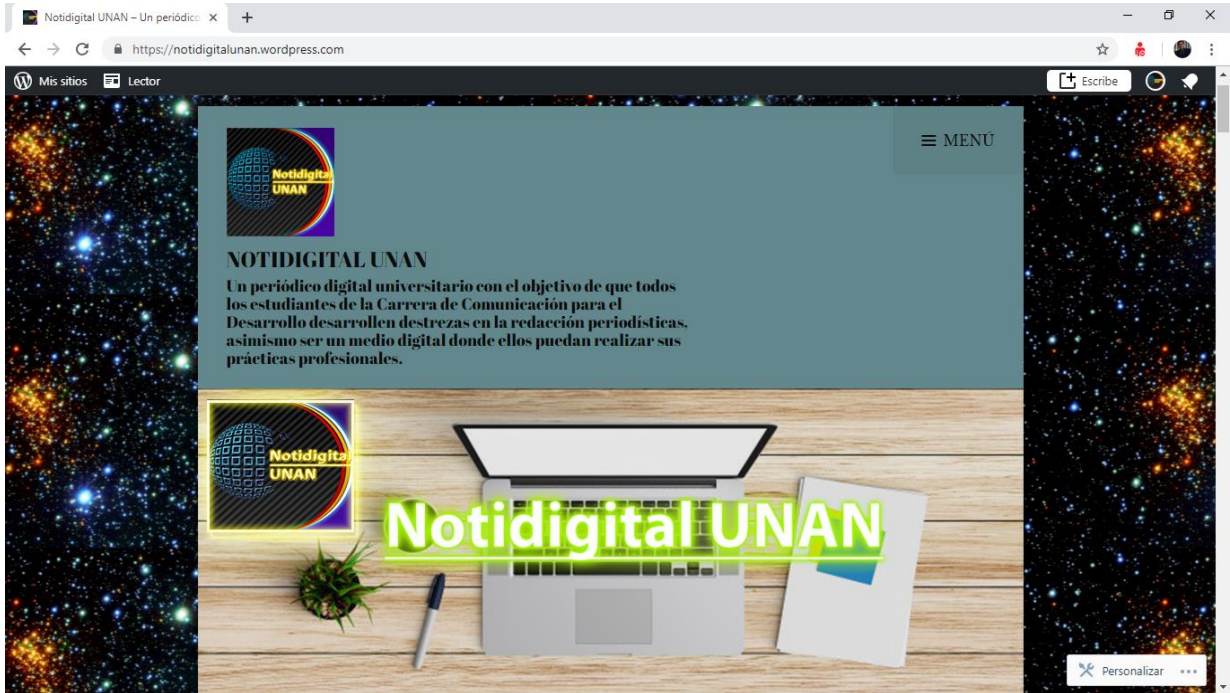 Notidigital UNAN – Un periódico
https://notidigitalunan.wordpress.com
Mis sitios
Lector
Escribe
MENÚ
Notidigital
UNAN
NOTIDIGITAL UNAN
Un periódico digital universitario con el objetivo de que todos
los estudiantes de la Carrera de Comunicación para el
Desarrollo desarrollen destrezas en la redacción periodísticas,
asimismo ser un medio digital donde ellos puedan realizar sus
prácticas profesionales.
Notidigital
UNAN
Notidigital UNAN
Personalizar